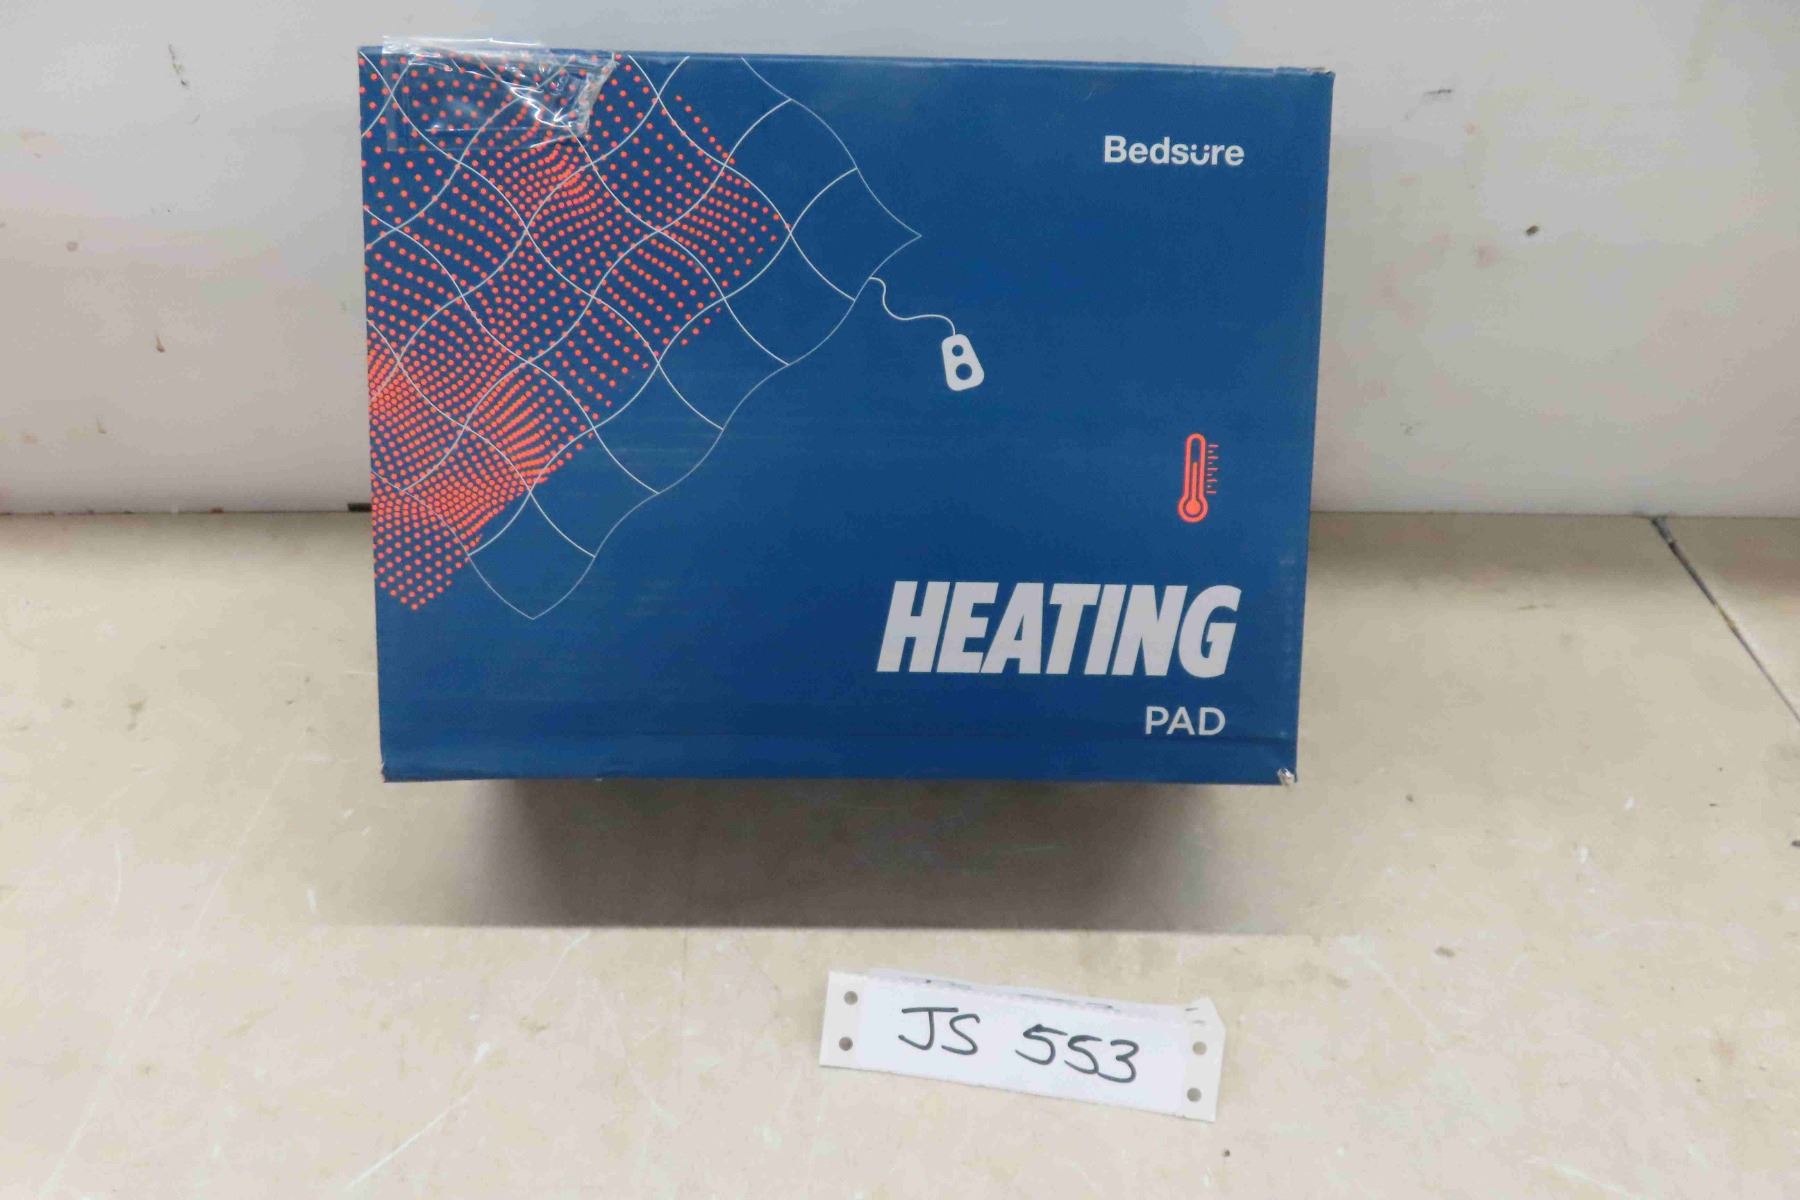 Bedsure
HEATING
PAD
JS 553